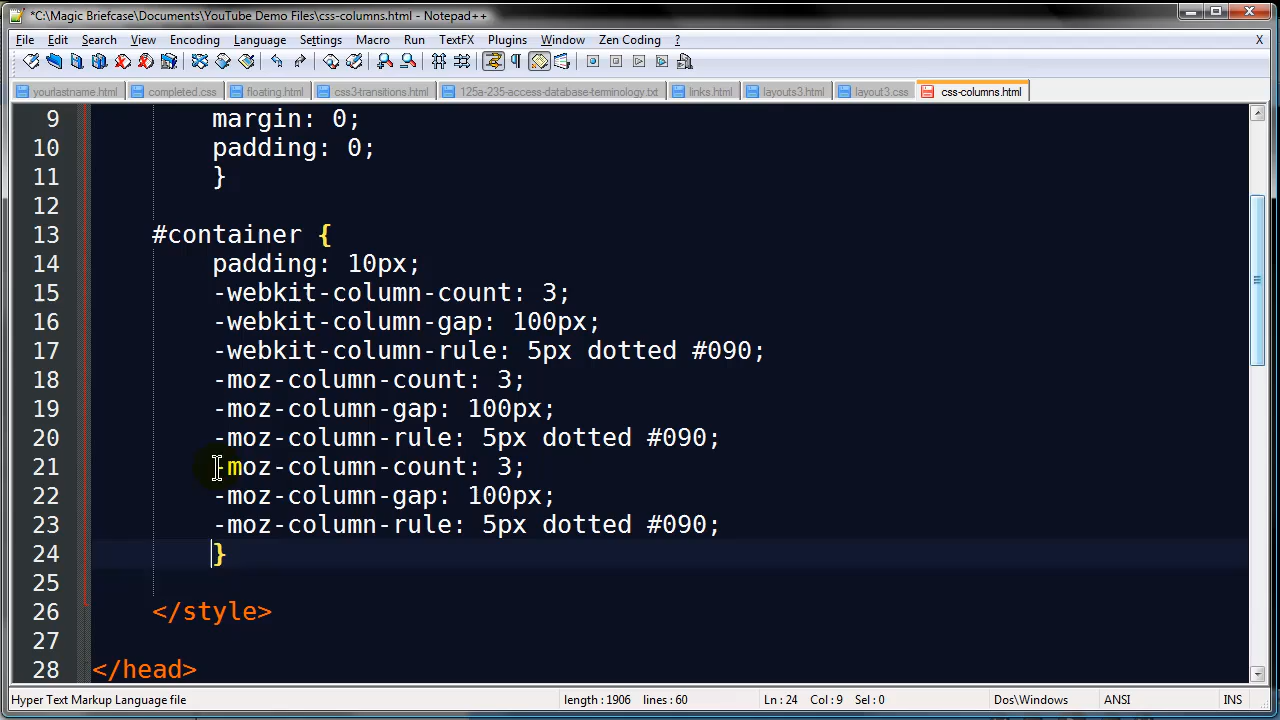 *C:\Magic Briefcase\Documents\YouTube Demo Files\css-columns.html - Notepad++
File Edit Search View Encoding Language Settings Macro Run TextFX Plugins Window Zen Coding ? X
yourlastname.html completed.css floating.html css3-transitions.html 125a-235-access-database-terminology.txt links.html layouts3.html layout3.css css-columns.html
9 margin: 0;
10 padding: 0;
11 }
12
13 #container {
14 padding: 10px;
15 -webkit-column-count: 3;
16 -webkit-column-gap: 100px;
17 -webkit-column-rule: 5px dotted #090;
18 -moz-column-count: 3;
19 -moz-column-gap: 100px;
20 -moz-column-rule: 5px dotted #090;
21 -moz-column-count: 3;
22 -moz-column-gap: 100px;
23 -moz-column-rule: 5px dotted #090;
24 }
25
26 </style>
27
28 </head>
Hyper Text Markup Language file length : 1906 lines : 60 Ln : 24 Col : 9 Sel : 0 Dos\Windows ANSI INS